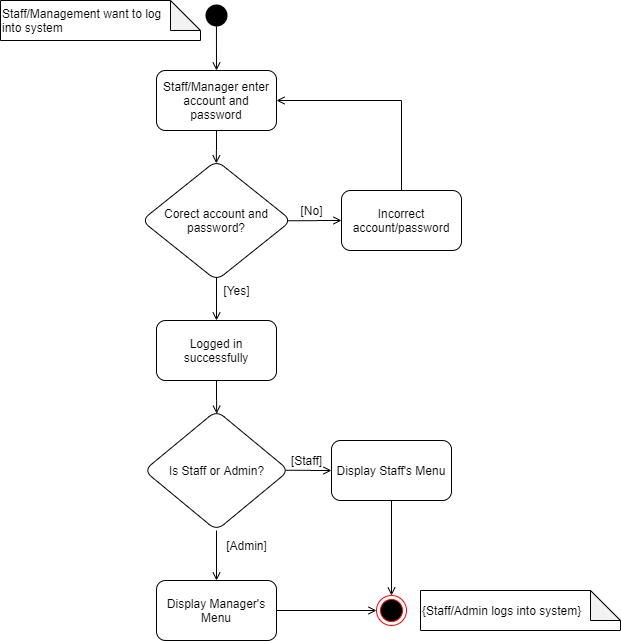 Staff/Management want to log
into system
Staff/Manager enter
account and
password
Corect account and
password?
[No]
Incorrect
account/password
[Yes]
Logged in
successfully
Is Staff or Admin?
[Staff]
Display Staff's Menu
[Admin]
Display Manager's
Menu
{Staff/Admin logs into system}